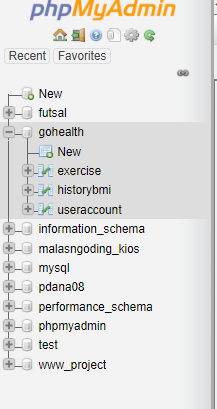 phpMyAdmin
Recent Favorites
New
futsal
gohealth
New
exercise
historybmi
useraccount
information_schema
malasngoding_kios
mysql
pdana08
performance_schema
phpmyadmin
test
www_project